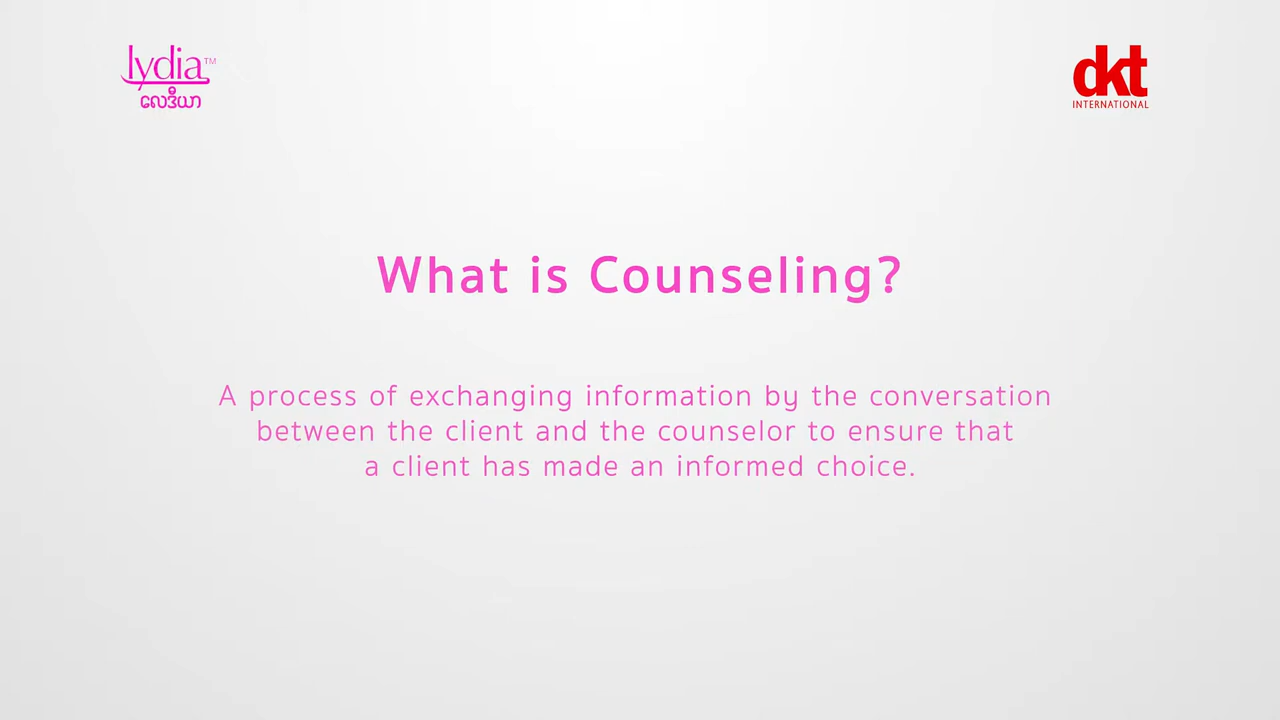 lydia™
လေဒီယာ
dkt
INTERNATIONAL
What is Counseling?
A process of exchanging information by the conversation
between the client and the counselor to ensure that
a client has made an informed choice.